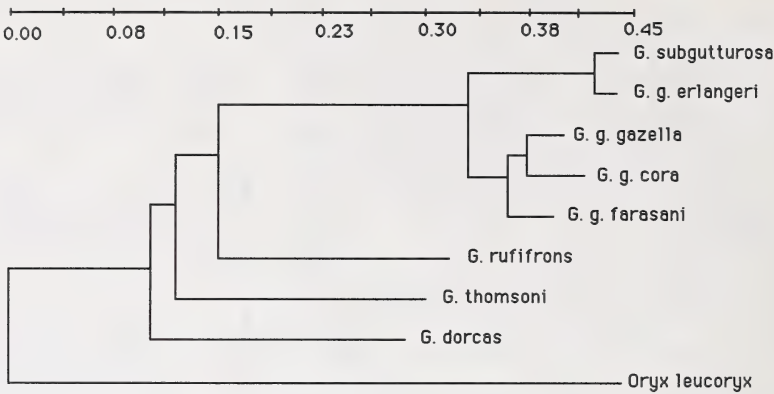 0.00 0.08 0.15 0.23 0.30 0.38 0.45
G. subgutturosa
G. g. erlangeri
G. g. gazella
G. g. cora
G. g. farasani
G. rufifrons
G. thomsoni
G. dorcas
Oryx leucoryx